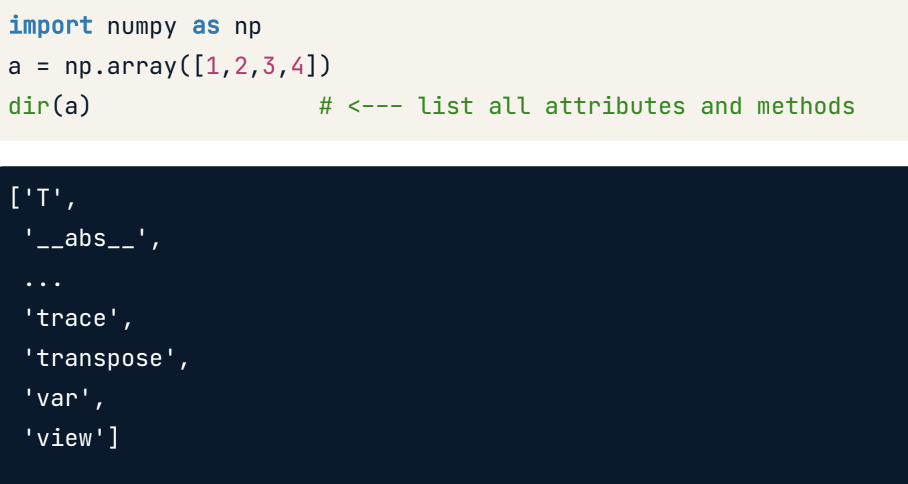 import numpy as np
a = np.array([1,2,3,4])
dir(a)                # <--- list all attributes and methods
['T',
 '__abs__',
 ...
 'trace',
 'transpose',
 'var',
 'view']